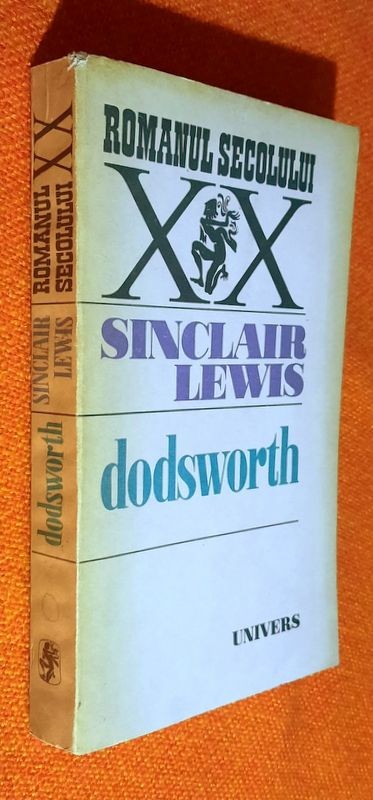 ROMANUL SECOLULUI
XX
SINCLAIR
LEWIS
dodsworth
UNIVERS
ROMANUL
SECOLULUI XX
SINCLAIR
LEWIS
dodsworth